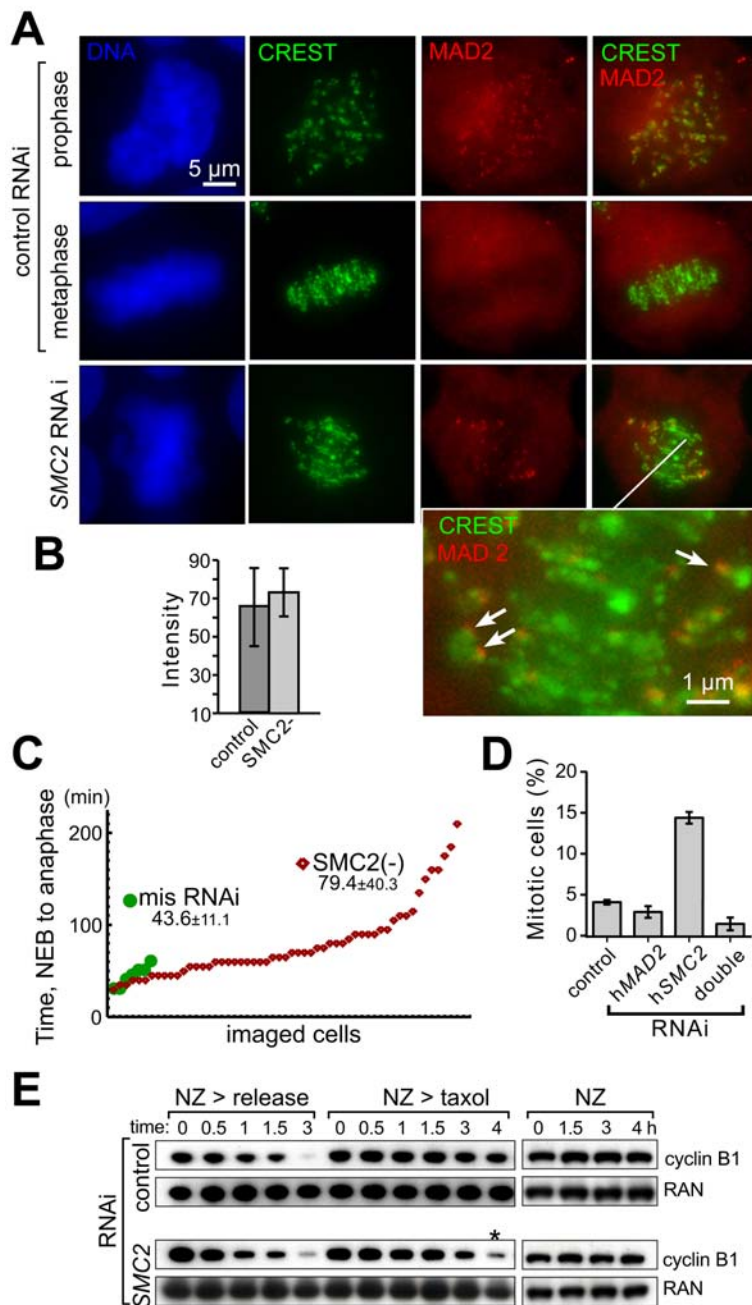 A
DNA CREST MAD2 CREST
MAD2
control RNAi
prophase
5 µm
metaphase
SMC2 RNA i
CREST
MAD 2
1 µm
B
Intensity
90
70
50
30
10
control
SMC2-
C
(min)
Time, NEB to anaphase
200
100
0
mis RNAi
43.6±11.1
SMC2(-)
79.4±40.3
imaged cells
D
Mitotic cells (%)
20
15
10
5
0
control
hMAD2
hSMC2
double
RNAi
E
NZ > release NZ > taxol NZ
time: 0 0.5 1 1.5 3 0 0.5 1 1.5 3 4 0 1.5 3 4 h
RNAi
control
cyclin B1
RAN
*
SMC2
cyclin B1
RAN